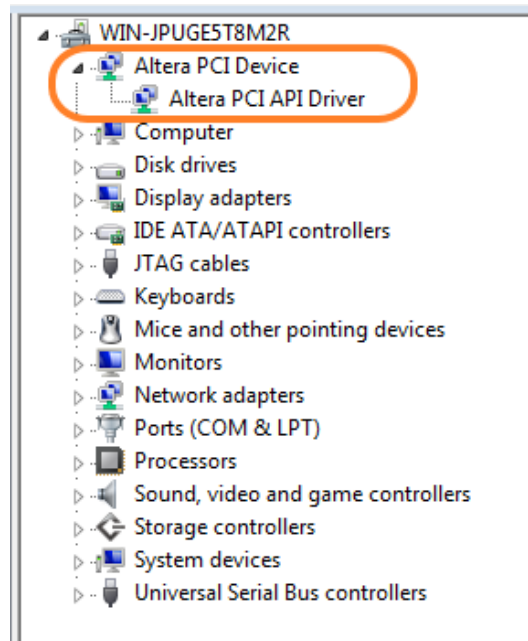 WIN-JPUGE5T8M2R
Altera PCI Device
Altera PCI API Driver
Computer
Disk drives
Display adapters
IDE ATA/ATAPI controllers
JTAG cables
Keyboards
Mice and other pointing devices
Monitors
Network adapters
Ports (COM & LPT)
Processors
Sound, video and game controllers
Storage controllers
System devices
Universal Serial Bus controllers